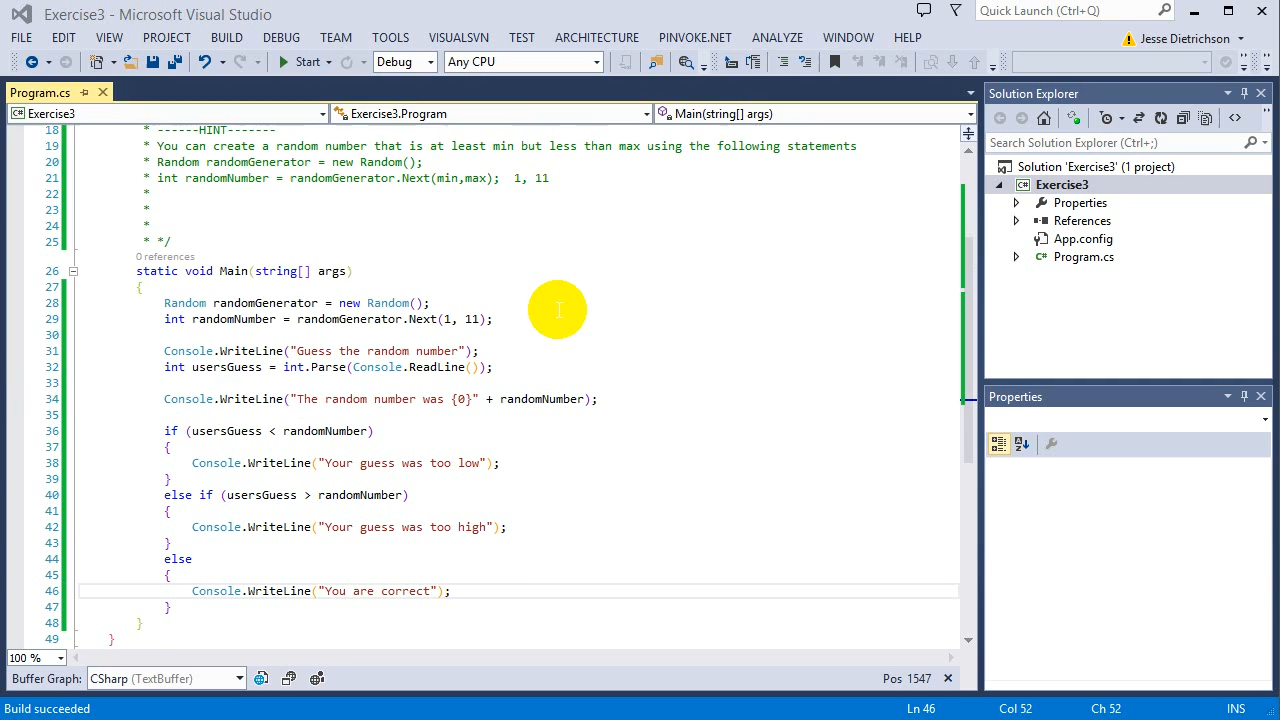 Exercise3 - Microsoft Visual Studio
Quick Launch (Ctrl+Q)
FILE EDIT VIEW PROJECT BUILD DEBUG TEAM TOOLS VISUALSVN TEST ARCHITECTURE PINVOKE.NET ANALYZE WINDOW HELP
Jesse Dietrichson
Start Debug Any CPU
Program.cs
Exercise3 Exercise3.Program Main(string[] args)
18 * ------HINT-------
19 * You can create a random number that is at least min but less than max using the following statements
20 * Random randomGenerator = new Random();
21 * int randomNumber = randomGenerator.Next(min,max);  1, 11
22 *
23 *
24 *
25 * */
0 references
26 static void Main(string[] args)
27 {
28 Random randomGenerator = new Random();
29 int randomNumber = randomGenerator.Next(1, 11);
30
31 Console.WriteLine("Guess the random number");
32 int usersGuess = int.Parse(Console.ReadLine());
33
34 Console.WriteLine("The random number was {0}" + randomNumber);
35
36 if (usersGuess < randomNumber)
37 {
38 Console.WriteLine("Your guess was too low");
39 }
40 else if (usersGuess > randomNumber)
41 {
42 Console.WriteLine("Your guess was too high");
43 }
44 else
45 {
46 Console.WriteLine("You are correct");
47 }
48 }
49 }
100 %
Buffer Graph: CSharp (TextBuffer) Pos 1547
Solution Explorer
Search Solution Explorer (Ctrl+;)
Solution 'Exercise3' (1 project)
C# Exercise3
Properties
References
App.config
C# Program.cs
Properties
Build succeeded Ln 46 Col 52 Ch 52 INS